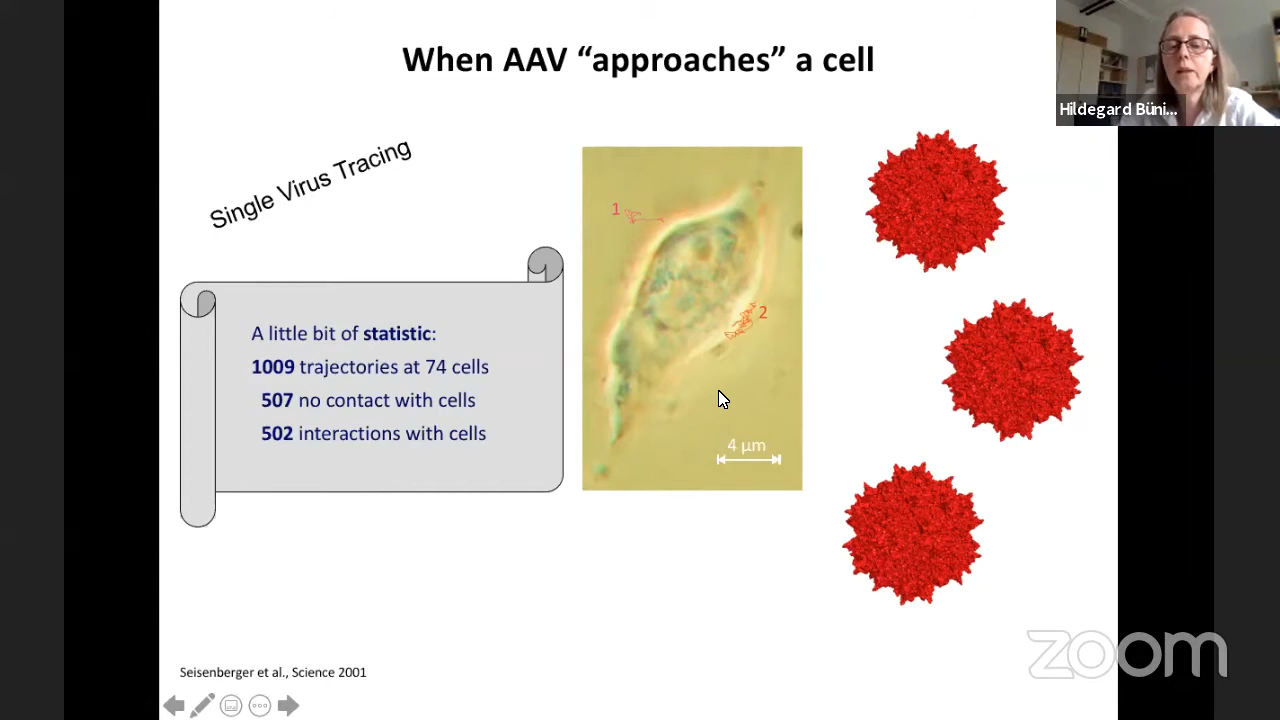 When AAV “approaches” a cell
Hildegard Büni...
Single Virus Tracing
A little bit of statistic:
1009 trajectories at 74 cells
507 no contact with cells
502 interactions with cells
1
2
4 µm
Seisenberger et al., Science 2001
zoom